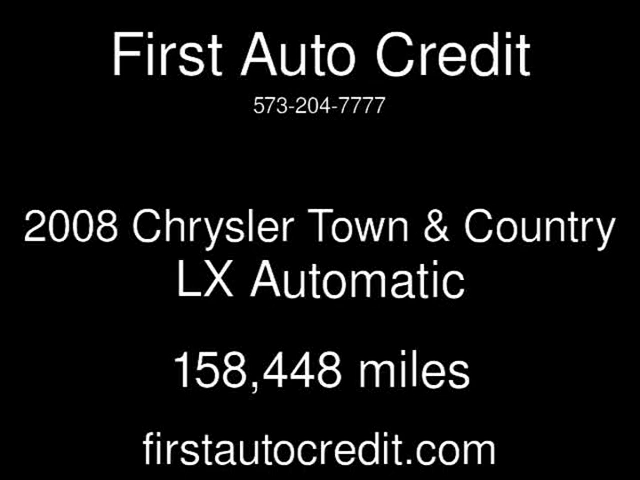 First Auto Credit
573-204-7777
2008 Chrysler Town & Country
LX Automatic
158,448 miles
firstautocredit.com